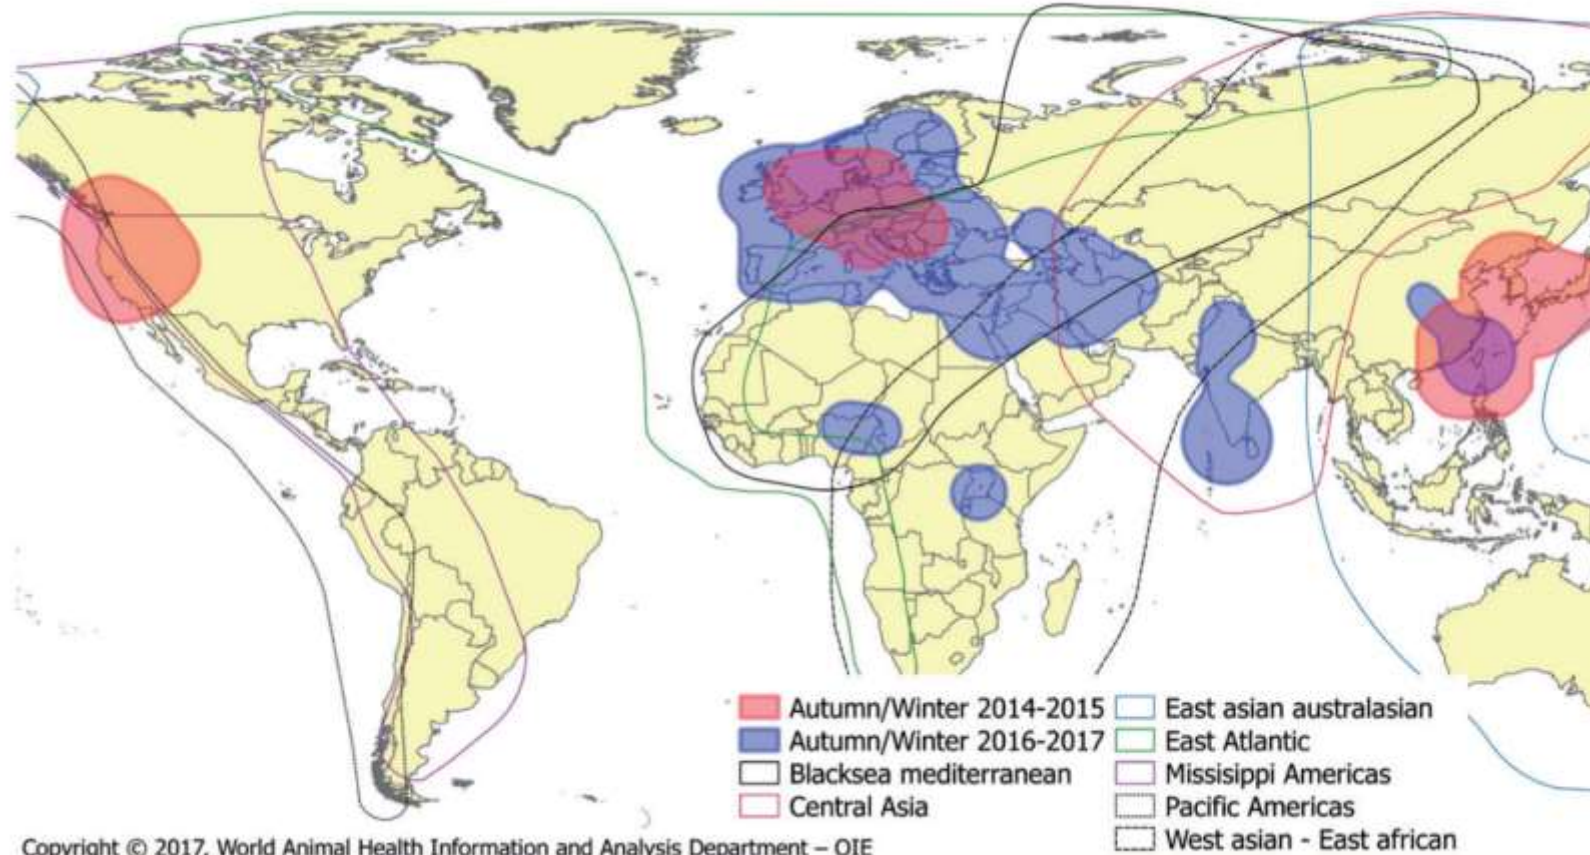 Autumn/Winter 2014-2015
Autumn/Winter 2016-2017
Blacksea mediterranean
Central Asia
East asian australasian
East Atlantic
Missisippi Americas
Pacific Americas
West asian - East african
Copyright © 2017. World Animal Health Information and Analysis Department – OIE